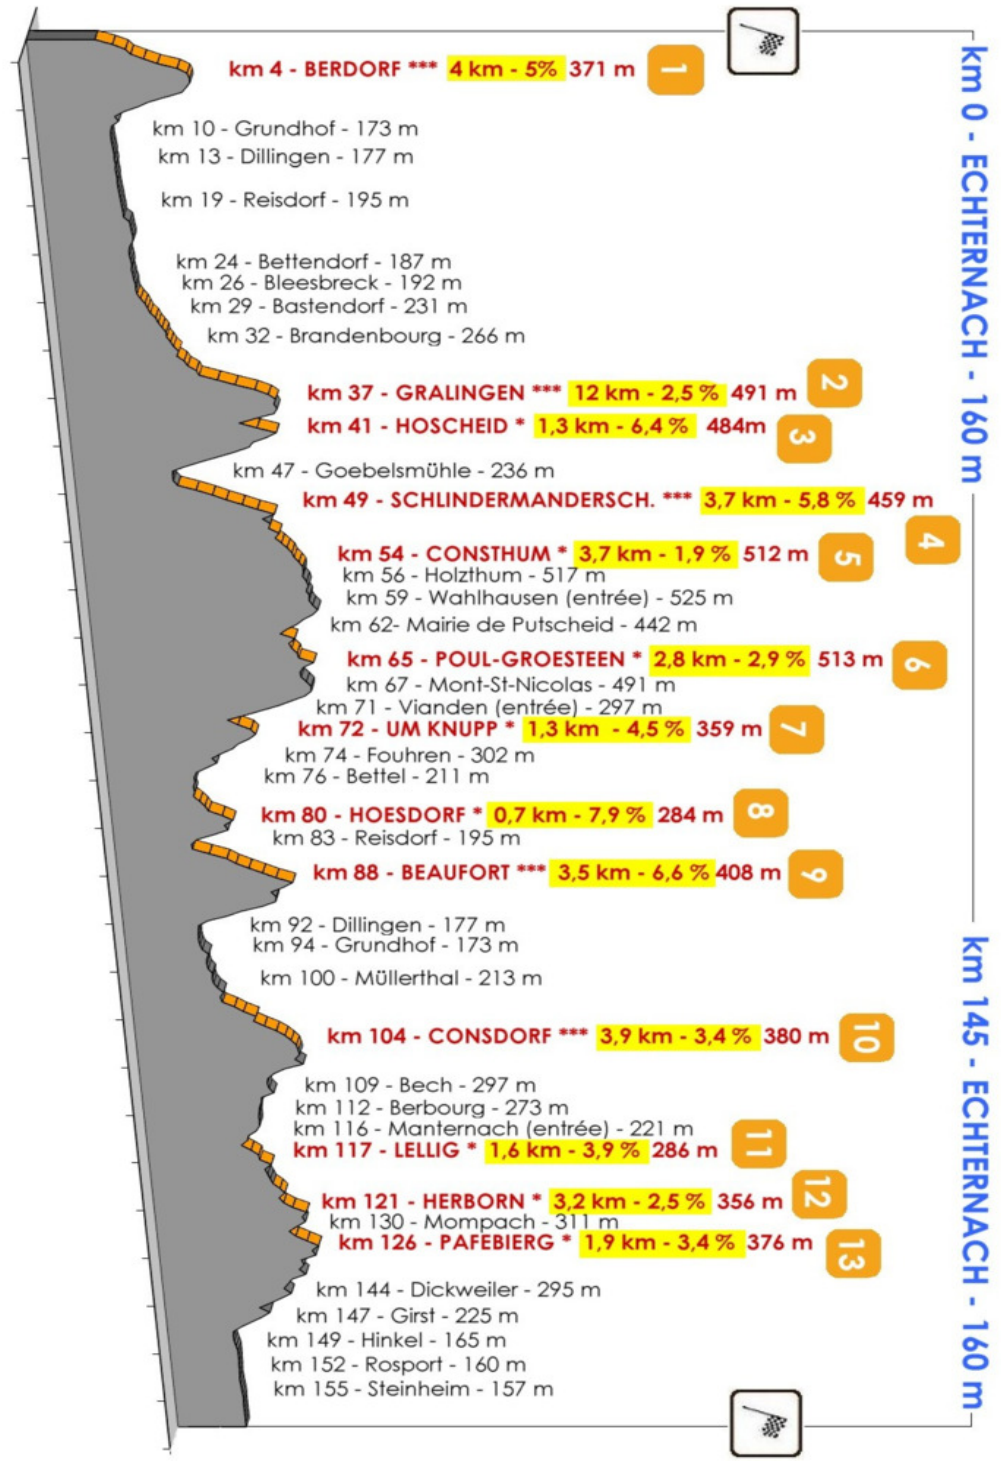 km 0 - ECHTERNACH - 160 m
km 4 - BERDORF *** 4 km - 5% 371 m 1
km 10 - Grundhof - 173 m
km 13 - Dillingen - 177 m
km 19 - Reisdorf - 195 m
km 24 - Bettendorf - 187 m
km 26 - Bleesbreck - 192 m
km 29 - Bastendorf - 231 m
km 32 - Brandenbourg - 266 m
km 37 - GRALINGEN *** 12 km - 2,5 % 491 m 2
km 41 - HOSCHEID * 1,3 km - 6,4 % 484m 3
km 47 - Goebelsmühle - 236 m
km 49 - SCHLINDERMANDERSCH. *** 3,7 km - 5,8 % 459 m 4
km 54 - CONSTHUM * 3,7 km - 1,9 % 512 m 5
km 56 - Holzthum - 517 m
km 59 - Wahlhausen (entrée) - 525 m
km 62- Mairie de Putscheid - 442 m
km 65 - POUL-GROESTEEN * 2,8 km - 2,9 % 513 m 6
km 67 - Mont-St-Nicolas - 491 m
km 71 - Vianden (entrée) - 297 m
km 72 - UM KNUPP * 1,3 km - 4,5 % 359 m 7
km 74 - Fouhren - 302 m
km 76 - Bettel - 211 m
km 80 - HOESDORF * 0,7 km - 7,9 % 284 m 8
km 83 - Reisdorf - 195 m
km 88 - BEAUFORT *** 3,5 km - 6,6 % 408 m 9
km 92 - Dillingen - 177 m
km 94 - Grundhof - 173 m
km 100 - Müllerthal - 213 m
km 104 - CONSDORF *** 3,9 km - 3,4 % 380 m 10
km 109 - Bech - 297 m
km 112 - Berbourg - 273 m
km 116 - Manternach (entrée) - 221 m
km 117 - LELLIG * 1,6 km - 3,9 % 286 m 11
km 121 - HERBORN * 3,2 km - 2,5 % 356 m 12
km 130 - Mompach - 311 m
km 126 - PAFEBIERG * 1,9 km - 3,4 % 376 m 13
km 144 - Dickweiler - 295 m
km 147 - Girst - 225 m
km 149 - Hinkel - 165 m
km 152 - Rosport - 160 m
km 155 - Steinheim - 157 m
km 145 - ECHTERNACH - 160 m